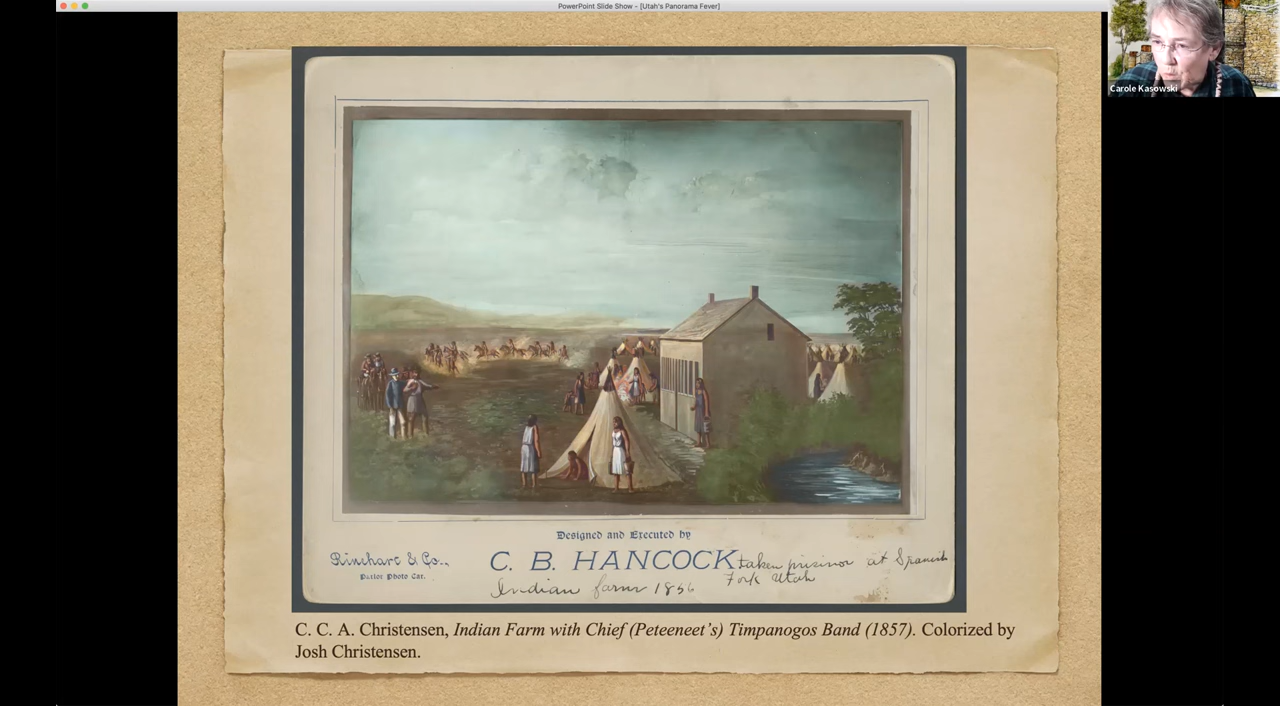 PowerPoint Slide Show - [Utah's Panorama Fever]
Carole Kasowski
Designed and Executed by
C. B. HANCOCK taken prisinor at Spanish
Fork Utah
Rinehart & Co.,
Parlor Photo Car.
Indian farm 1856
C. C. A. Christensen, Indian Farm with Chief (Peteeneet's) Timpanogos Band (1857). Colorized by
Josh Christensen.